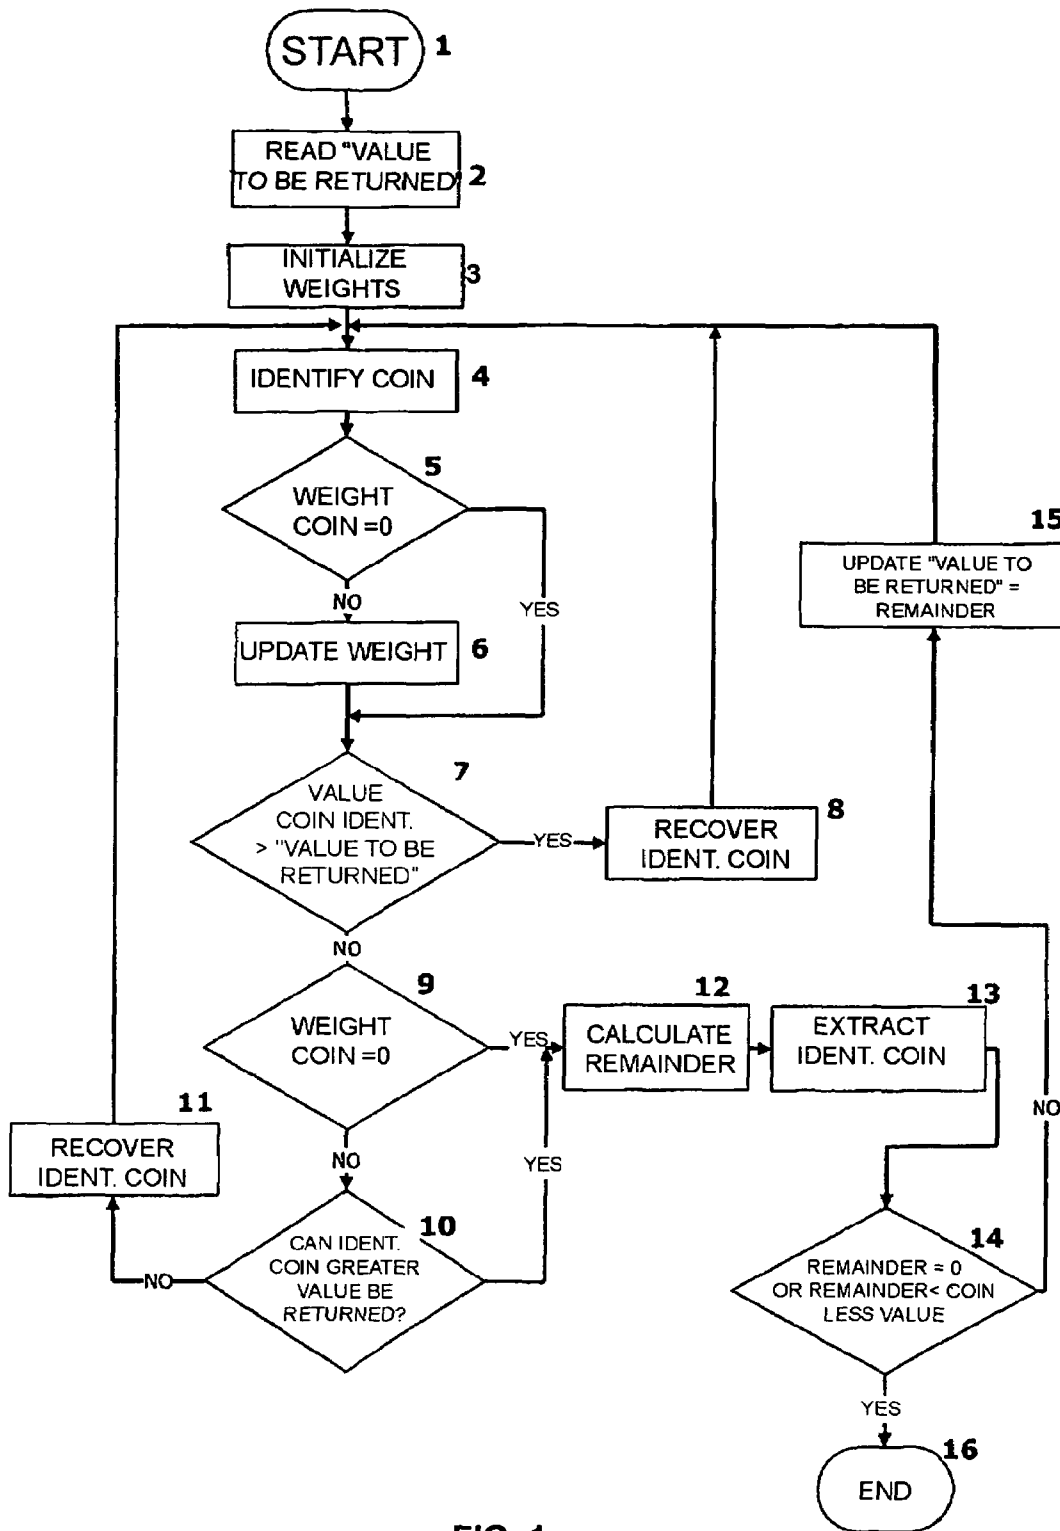 START
1
READ "VALUE
TO BE RETURNED"
2
INITIALIZE
WEIGHTS
3
IDENTIFY COIN
4
5
WEIGHT
COIN =0
NO
YES
UPDATE WEIGHT
6
15
UPDATE "VALUE TO
BE RETURNED" =
REMAINDER
7
VALUE
COIN IDENT.
> "VALUE TO BE
RETURNED"
YES
8
RECOVER
IDENT. COIN
NO
9
WEIGHT
COIN =0
YES
12
CALCULATE
REMAINDER
13
EXTRACT
IDENT. COIN
NO
11
RECOVER
IDENT. COIN
NO
YES
10
CAN IDENT.
COIN GREATER
VALUE BE
RETURNED?
NO
14
REMAINDER = 0
OR REMAINDER< COIN
LESS VALUE
YES
16
END